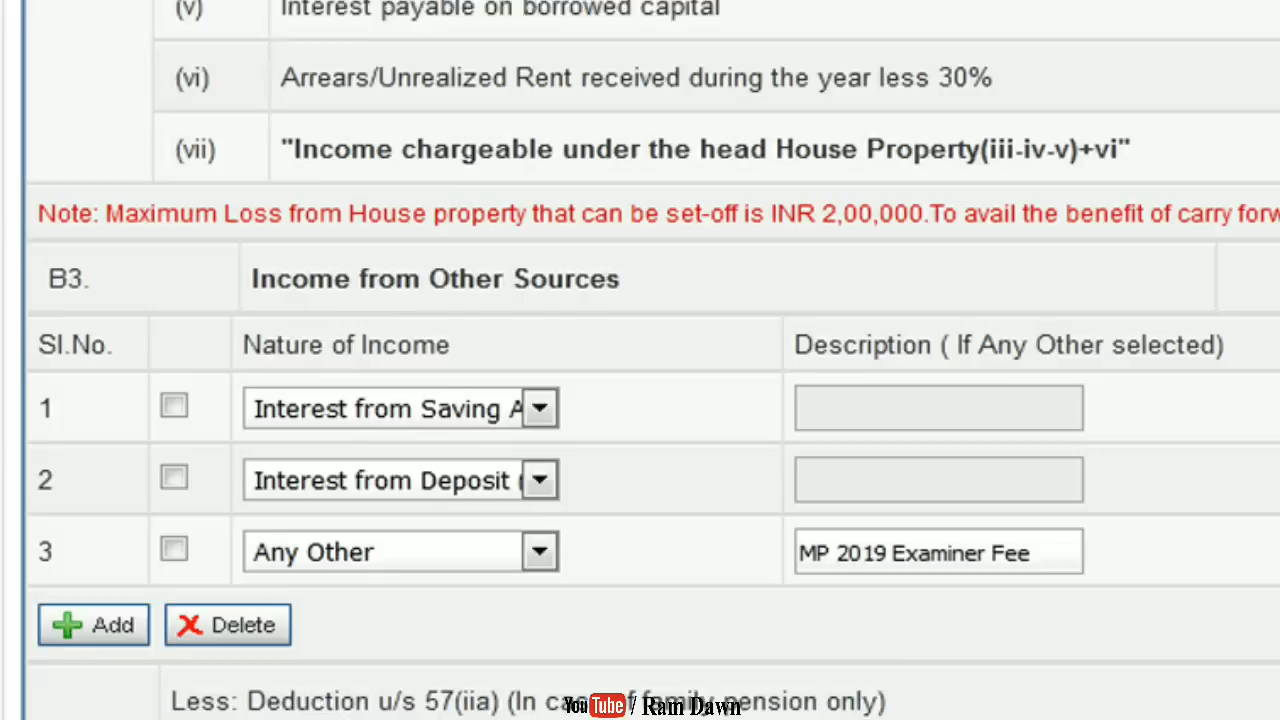 (v) Interest payable on borrowed capital
(vi) Arrears/Unrealized Rent received during the year less 30%
(vii) "Income chargeable under the head House Property(iii-iv-v)+vi"
Note: Maximum Loss from House property that can be set-off is INR 2,00,000.To avail the benefit of carry forw
B3. Income from Other Sources
Sl.No. Nature of Income Description ( If Any Other selected)
1 Interest from Saving A
2 Interest from Deposit (
3 Any Other MP 2019 Examiner Fee
Add Delete
Less: Deduction u/s 57(iia) (In case of family pension only)
YouTube / Ram Dawn